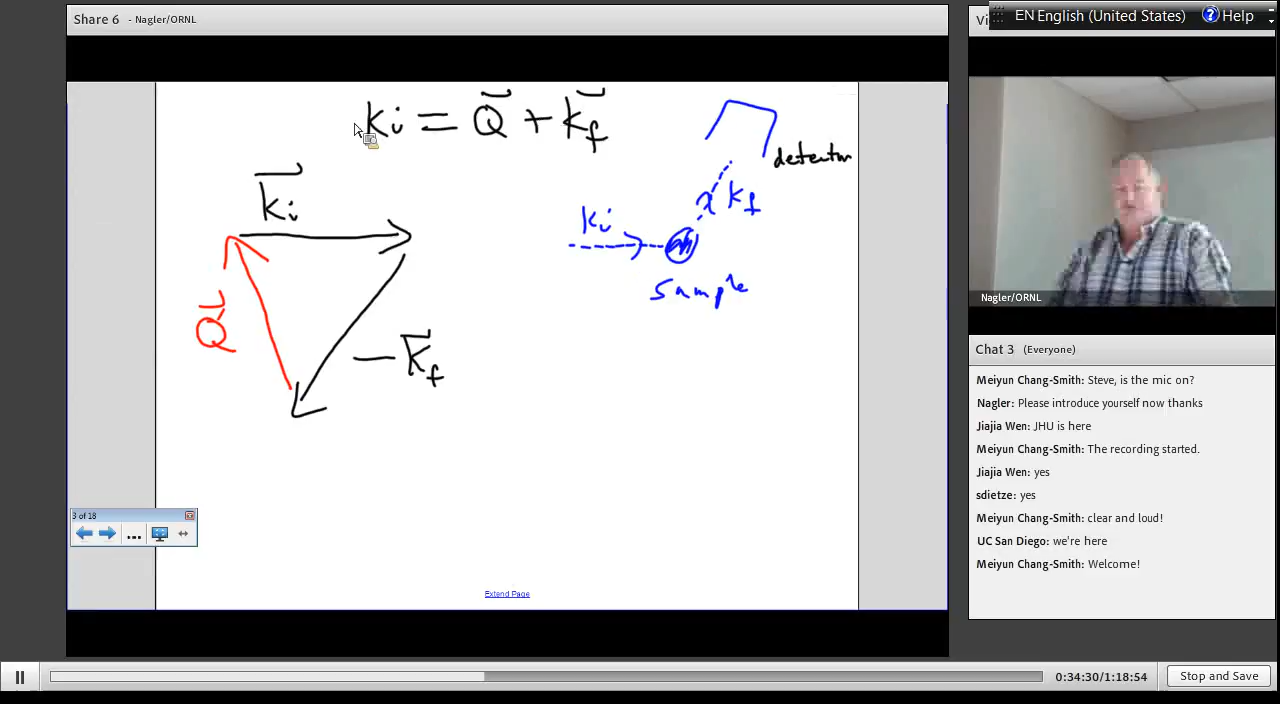 Share 6 - Nagler/ORNL
EN English (United States) Help
Vi
ki = Q + kf
detector
ki
ki
kf
sample
Q
- kf
Nagler/ORNL
Chat 3 (Everyone)
Meiyun Chang-Smith: Steve, is the mic on?
Nagler: Please introduce yourself now thanks
Jiajia Wen: JHU is here
Meiyun Chang-Smith: The recording started.
Jiajia Wen: yes
sdietze: yes
Meiyun Chang-Smith: clear and loud!
UC San Diego: we're here
Meiyun Chang-Smith: Welcome!
3 of 18
...
Extend Page
0:34:30/1:18:54
Stop and Save